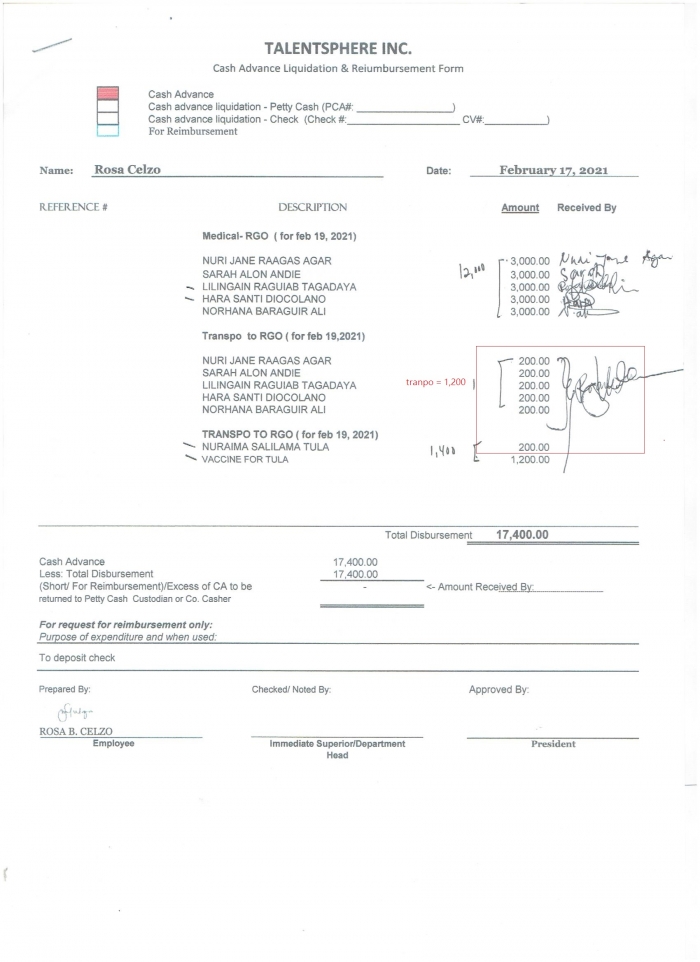 TALENTSPHERE INC.
Cash Advance Liquidation & Reiumbursement Form
Cash Advance
Cash advance liquidation - Petty Cash (PCA#: ____________________)
Cash advance liquidation - Check (Check #:________________________ CV#:_____________)
For Reimbursement
Name: Rosa Celzo Date: February 17, 2021
REFERENCE # DESCRIPTION Amount Received By
Medical- RGO ( for feb 19, 2021)
NURI JANE RAAGAS AGAR 3,000.00 Nuri Jane Agar
12,000
SARAH ALON ANDIE 3,000.00 Sarah
LILINGAIN RAGUIAB TAGADAYA 3,000.00
HARA SANTI DIOCOLANO 3,000.00
NORHANA BARAGUIR ALI 3,000.00
Transpo to RGO ( for feb 19,2021)
NURI JANE RAAGAS AGAR 200.00
SARAH ALON ANDIE 200.00
LILINGAIN RAGUIAB TAGADAYA tranpo = 1,200 200.00
HARA SANTI DIOCOLANO 200.00
NORHANA BARAGUIR ALI 200.00
TRANSPO TO RGO ( for feb 19, 2021)
NURAIMA SALILAMA TULA 1,400 200.00
VACCINE FOR TULA 1,200.00
Total Disbursement 17,400.00
Cash Advance 17,400.00
Less: Total Disbursement 17,400.00
(Short/ For Reimbursement)/Excess of CA to be - <- Amount Received By:
returned to Petty Cash Custodian or Co. Casher
For request for reimbursement only:
Purpose of expenditure and when used:
To deposit check
Prepared By: Checked/ Noted By: Approved By:
ROSA B. CELZO
Employee Immediate Superior/Department President
Head